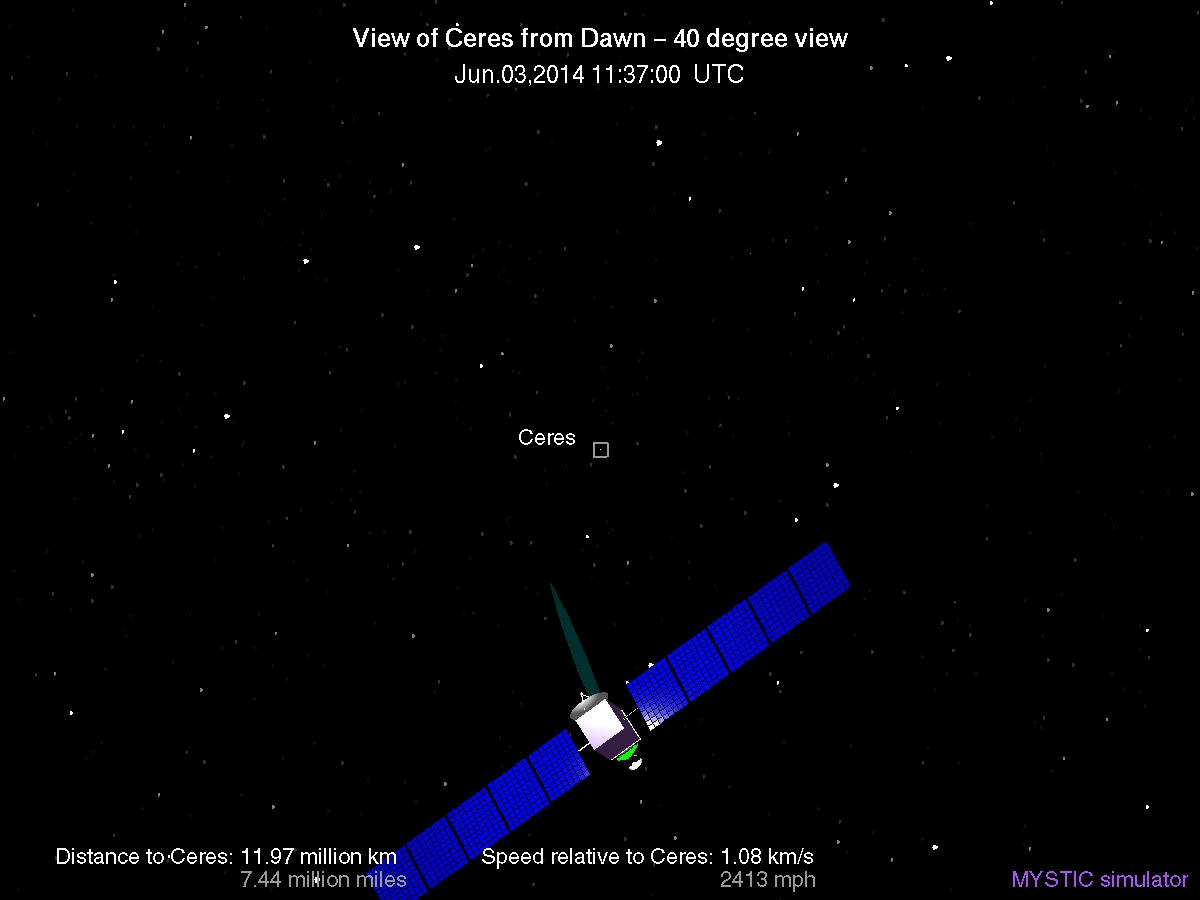 View of Ceres from Dawn – 40 degree view
Jun.03,2014 11:37:00 UTC
Ceres
Distance to Ceres: 11.97 million km
7.44 million miles
Speed relative to Ceres: 1.08 km/s
2413 mph
MYSTIC simulator